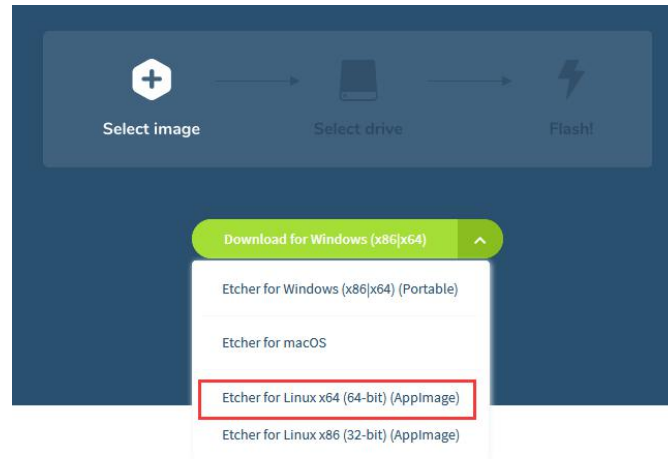 Select image
Select drive
Flash!
Download for Windows (x86|x64)
Etcher for Windows (x86|x64) (Portable)
Etcher for macOS
Etcher for Linux x64 (64-bit) (AppImage)
Etcher for Linux x86 (32-bit) (AppImage)